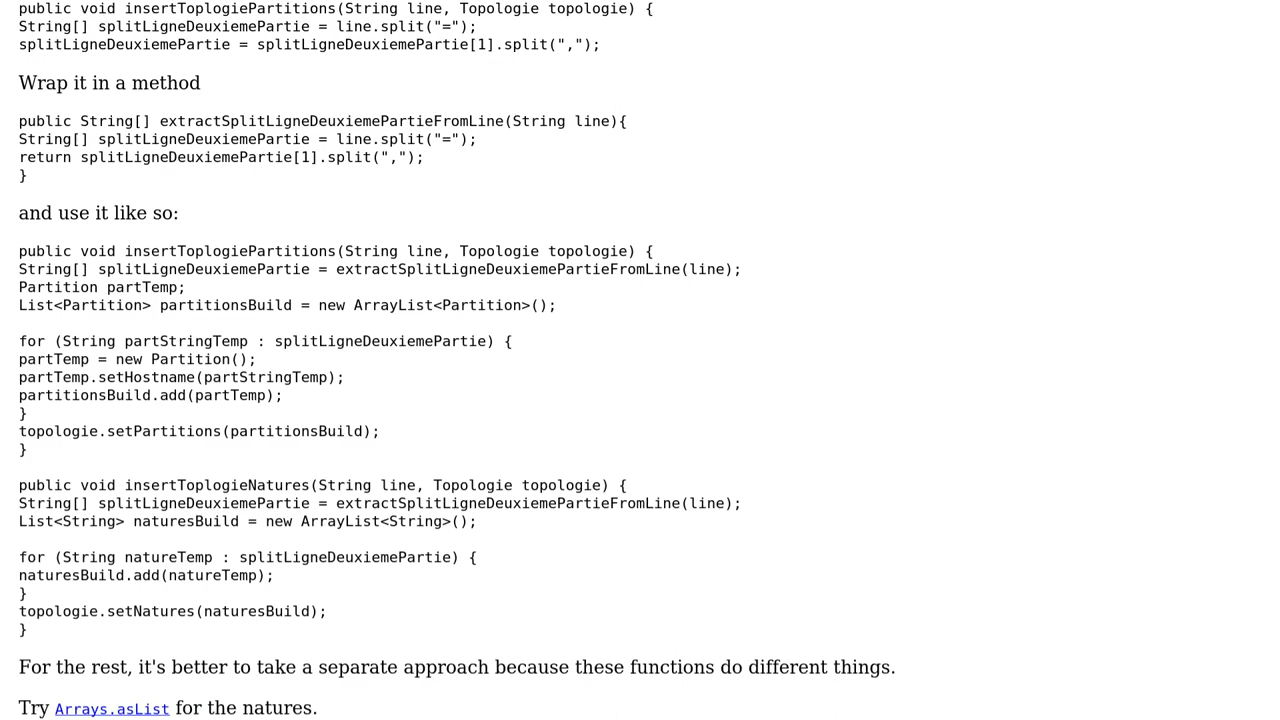 public void insertToplogiePartitions(String line, Topologie topologie) {
String[] splitLigneDeuxiemePartie = line.split("=");
splitLigneDeuxiemePartie = splitLigneDeuxiemePartie[1].split(",");
Wrap it in a method
public String[] extractSplitLigneDeuxiemePartieFromLine(String line){
String[] splitLigneDeuxiemePartie = line.split("=");
return splitLigneDeuxiemePartie[1].split(",");
}
and use it like so:
public void insertToplogiePartitions(String line, Topologie topologie) {
String[] splitLigneDeuxiemePartie = extractSplitLigneDeuxiemePartieFromLine(line);
Partition partTemp;
List<Partition> partitionsBuild = new ArrayList<Partition>();
for (String partStringTemp : splitLigneDeuxiemePartie) {
partTemp = new Partition();
partTemp.setHostname(partStringTemp);
partitionsBuild.add(partTemp);
}
topologie.setPartitions(partitionsBuild);
}
public void insertToplogieNatures(String line, Topologie topologie) {
String[] splitLigneDeuxiemePartie = extractSplitLigneDeuxiemePartieFromLine(line);
List<String> naturesBuild = new ArrayList<String>();
for (String natureTemp : splitLigneDeuxiemePartie) {
naturesBuild.add(natureTemp);
}
topologie.setNatures(naturesBuild);
}
For the rest, it's better to take a separate approach because these functions do different things.
Try Arrays.asList for the natures.